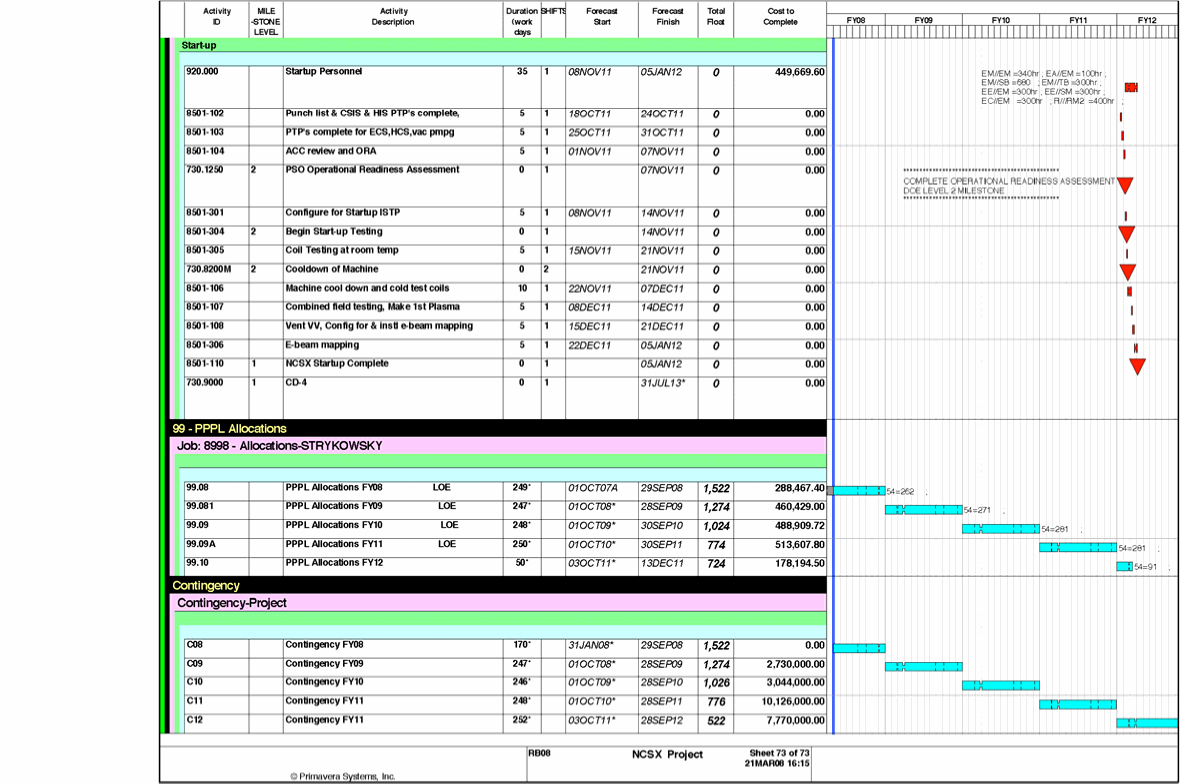 Activity ID MILE -STONE LEVEL Activity Description Duration (work days SHIFTS Forecast Start Forecast Finish Total Float Cost to Complete FY08 FY09 FY10 FY11 FY12
Start-up
920.000 Startup Personnel 35 1 08NOV11 05JAN12 0 449,669.60
EM//EM =340hr , EA//EM =100hr ,
EM//SB =680 ; EM//TB =300hr ,
EE//EM =300hr , EE//SM =300hr ,
EC//EM =300hr , R//RM2 =400hr ;
8501-102 Punch list & CSIS & HIS PTP's complete, 5 1 18OCT11 24OCT11 0 0.00
8501-103 PTP's complete for ECS,HCS,vac pmpg 5 1 25OCT11 31OCT11 0 0.00
8501-104 ACC review and ORA 5 1 01NOV11 07NOV11 0 0.00
730.1250 2 PSO Operational Readiness Assessment 0 1 07NOV11 0 0.00
COMPLETE OPERATIONAL READINESS ASSESSMENT
DOE LEVEL 2 MILESTONE
8501-301 Configure for Startup ISTP 5 1 08NOV11 14NOV11 0 0.00
8501-304 2 Begin Start-up Testing 0 1 14NOV11 0 0.00
8501-305 Coil Testing at room temp 5 1 15NOV11 21NOV11 0 0.00
730.8200M 2 Cooldown of Machine 0 2 21NOV11 0 0.00
8501-106 Machine cool down and cold test coils 10 1 22NOV11 07DEC11 0 0.00
8501-107 Combined field testing, Make 1st Plasma 5 1 08DEC11 14DEC11 0 0.00
8501-108 Vent VV, Config for & instl e-beam mapping 5 1 15DEC11 21DEC11 0 0.00
8501-306 E-beam mapping 5 1 22DEC11 05JAN12 0 0.00
8501-110 1 NCSX Startup Complete 0 1 05JAN12 0 0.00
730.9000 1 CD-4 0 1 31JUL13* 0 0.00
99 - PPPL Allocations
Job: 8998 - Allocations-STRYKOWSKY
99.08 PPPL Allocations FY08 LOE 249* 01OCT07A 29SEP08 1,522 288,467.40 54=262 ;
99.081 PPPL Allocations FY09 LOE 247* 01OCT08* 29SEP09 1,274 460,429.00 54=271 ;
99.09 PPPL Allocations FY10 LOE 248* 01OCT09* 30SEP10 1,024 488,909.72 54=281 ;
99.09A PPPL Allocations FY11 LOE 250* 01OCT10* 30SEP11 774 513,607.80 54=281 ;
99.10 PPPL Allocations FY12 50* 03OCT11* 13DEC11 724 178,194.50 54=91 ;
Contingency
Contingency-Project
C08 Contingency FY08 170* 31JAN08* 29SEP08 1,522 0.00
C09 Contingency FY09 247* 01OCT08* 28SEP09 1,274 2,730,000.00
C10 Contingency FY10 246* 01OCT09* 28SEP10 1,026 3,044,000.00
C11 Contingency FY11 248* 01OCT10* 28SEP11 776 10,126,000.00
C12 Contingency FY11 252* 03OCT11* 28SEP12 522 7,770,000.00
RB08 NCSX Project Sheet 73 of 73
21MAR08 16:15
© Primavera Systems, Inc.